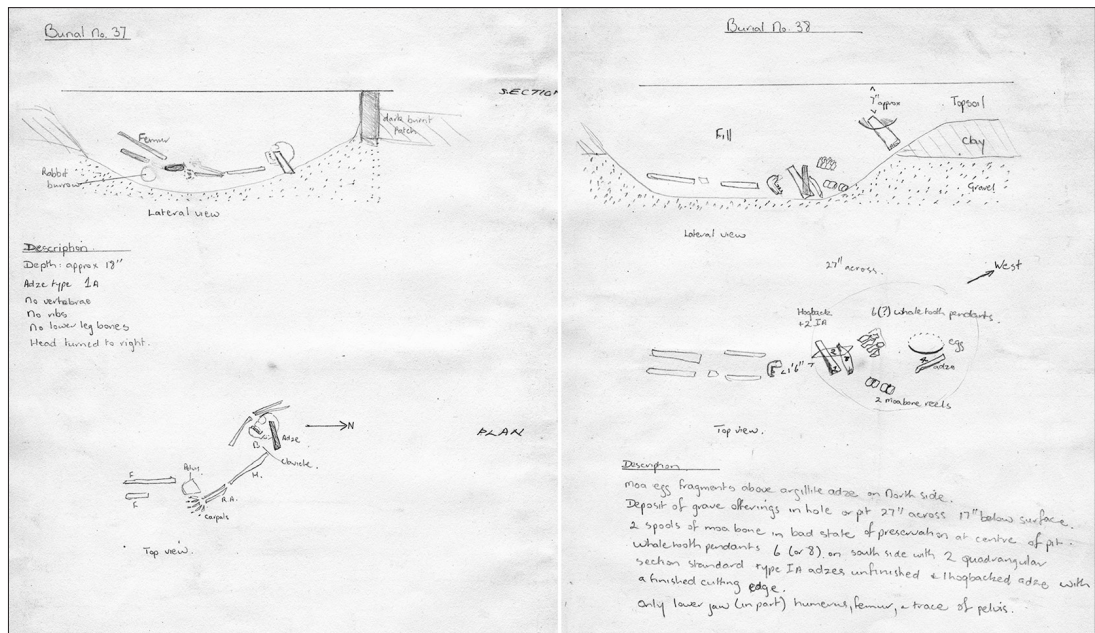 Burial No. 37
SECTION
Femur
dark burnt
Patch
Rabbit
burrow
Lateral view
Description
Depth: approx 18"
Adze type 1A
No vertebrae
No ribs
No lower leg bones
Head turned to right.
N
PLAN
Adze
Clavicle.
H.
F
F
R.A.
Carpals
Top view.
Burial No. 38
7"
approx
Topsoil
Fill
Clay
Gravel
Lateral view
27" across.
West
Hogback
+2 IA
6(?) whale tooth pendants.
egg
adze
<1'6">
2 moabone reels
Top view.
Description
Moa egg fragments above argillite adze on North side.
Deposit of grave offerings in hole or pit 27" across 17" below surface.
2 spools of moa bone in bad state of preservation at centre of pit.
Whale tooth pendants 6 (or 8) on south side with 2 quadrangular
section standard type IA adzes unfinished & 1 hogbacked adze with
a finished cutting edge.
Only lower jaw (in part) humerus, femur, & trace of pelvis.